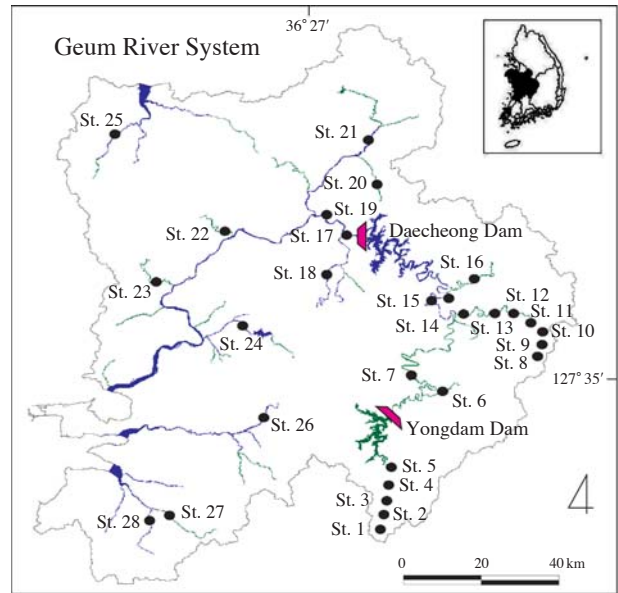 36° 27′
Geum River System
St. 25
St. 21
St. 20
St. 19
St. 22
St. 17
Daecheong Dam
St. 18
St. 16
St. 23
St. 15
St. 12
St. 14
St. 13
St. 11
St. 10
St. 24
St. 9
St. 8
St. 7
127° 35′
St. 6
St. 26
Yongdam Dam
St. 5
St. 4
St. 3
St. 2
St. 1
St. 28
St. 27
0 20 40 km